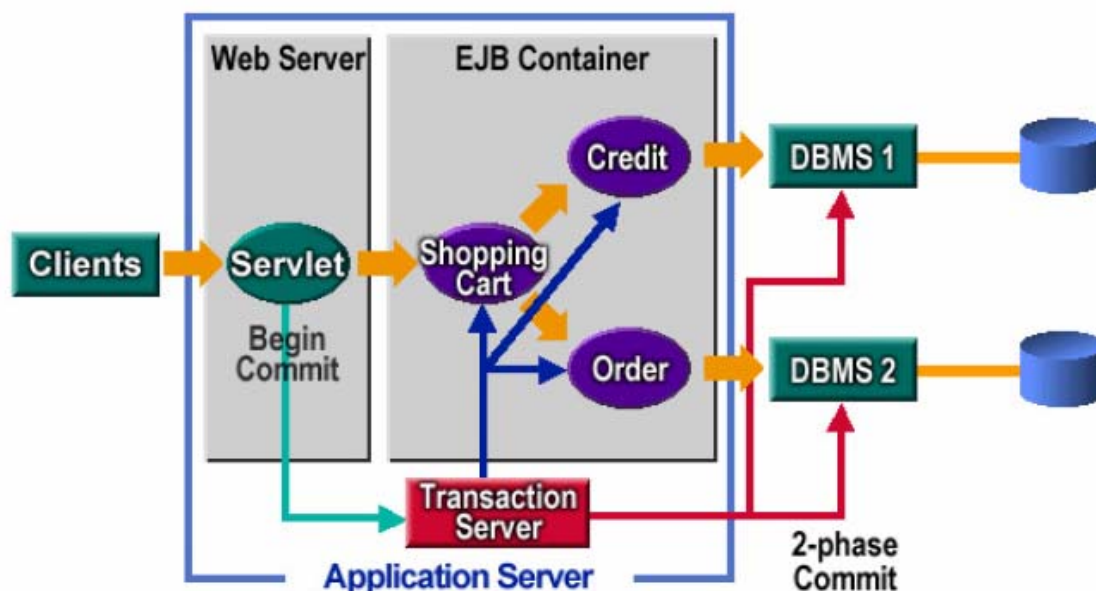 Web Server
EJB Container
Credit
DBMS 1
Clients
Servlet
Shopping
Cart
Begin
Commit
Order
DBMS 2
Transaction
Server
2-phase
Commit
Application Server